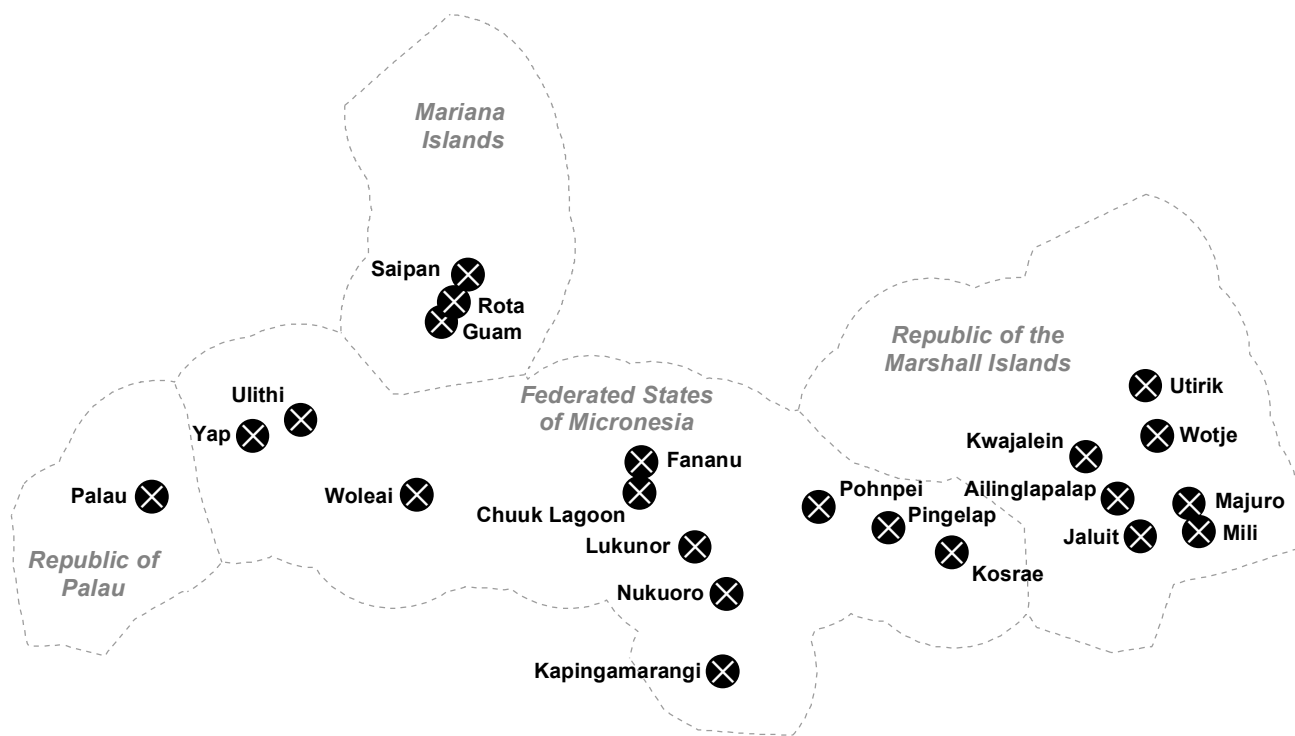 Mariana
Islands
Saipan
Rota
Guam
Republic of the
Marshall Islands
Ulithi
Federated States
of Micronesia
Utirik
Yap
Wotje
Kwajalein
Fananu
Palau
Woleai
Pohnpei
Ailinglapalap
Chuuk Lagoon
Pingelap
Majuro
Lukunor
Jaluit
Mili
Republic of
Palau
Kosrae
Nukuoro
Kapingamarangi